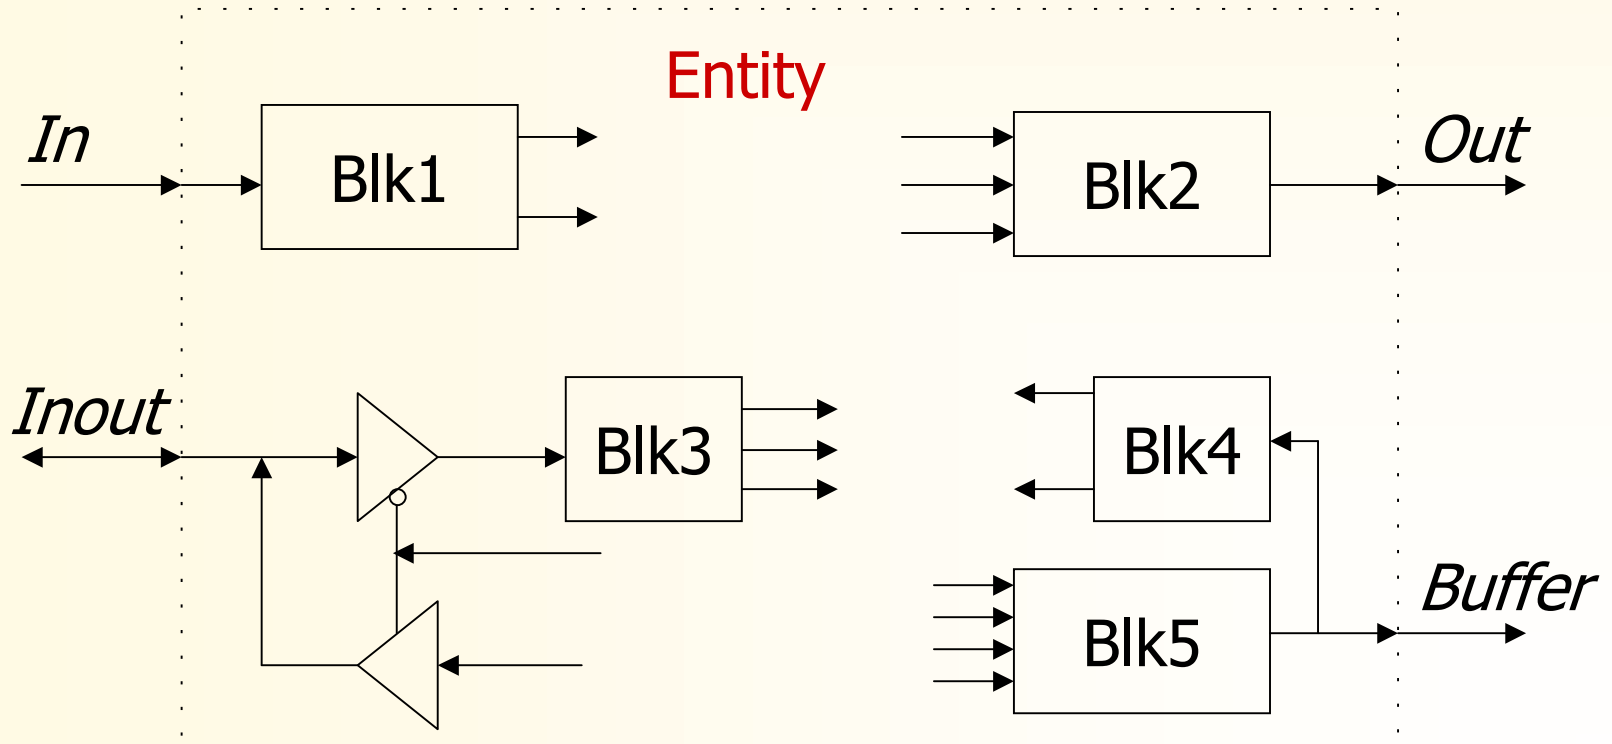 Entity
In
Blk1
Blk2
Out
Inout
Blk3
Blk4
Blk5
Buffer